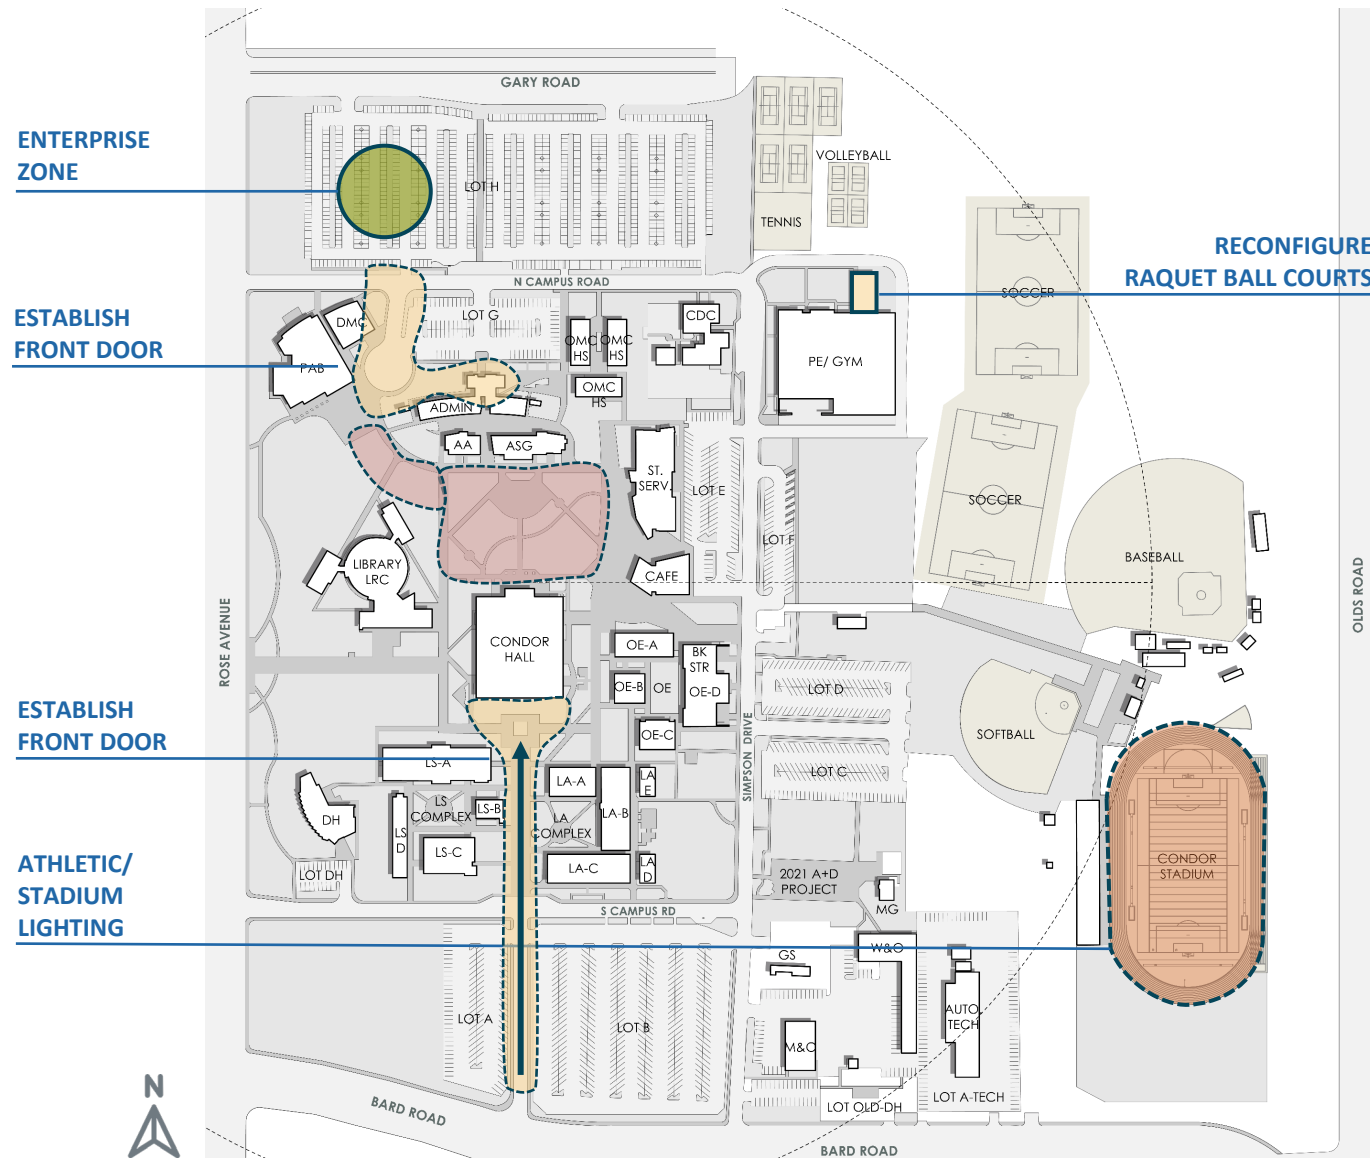 GARY ROAD
ENTERPRISE
ZONE
LOT H
VOLLEYBALL
TENNIS
RECONFIGURE
RAQUET BALL COURTS
N CAMPUS ROAD
SOCCER
ESTABLISH
FRONT DOOR
DMC
LOT G
CDC
OMC
HS
OMC
HS
PAB
PE/ GYM
OMC
HS
ADMIN
AA
ASG
ST.
SERV.
LOT E
SOCCER
LOT F
BASEBALL
LIBRARY
LRC
CAFE
ROSE AVENUE
OLDS ROAD
CONDOR
HALL
OE-A
BK
STR
OE-B
OE
OE-D
LOT D
ESTABLISH
FRONT DOOR
OE-C
SOFTBALL
SIMPSON DRIVE
LS-A
LA-A
LA
E
LOT C
LS
COMPLEX
LS-B
LA-B
DH
LS
D
LA
COMPLEX
LS-C
LA-C
LA
D
ATHLETIC/
STADIUM
LIGHTING
LOT DH
2021 A+D
PROJECT
CONDOR
STADIUM
MG
S CAMPUS RD
W&O
GS
LOT A
LOT B
AUTO
TECH
M&O
N
BARD ROAD
LOT OLD-DH
LOT A-TECH
BARD ROAD